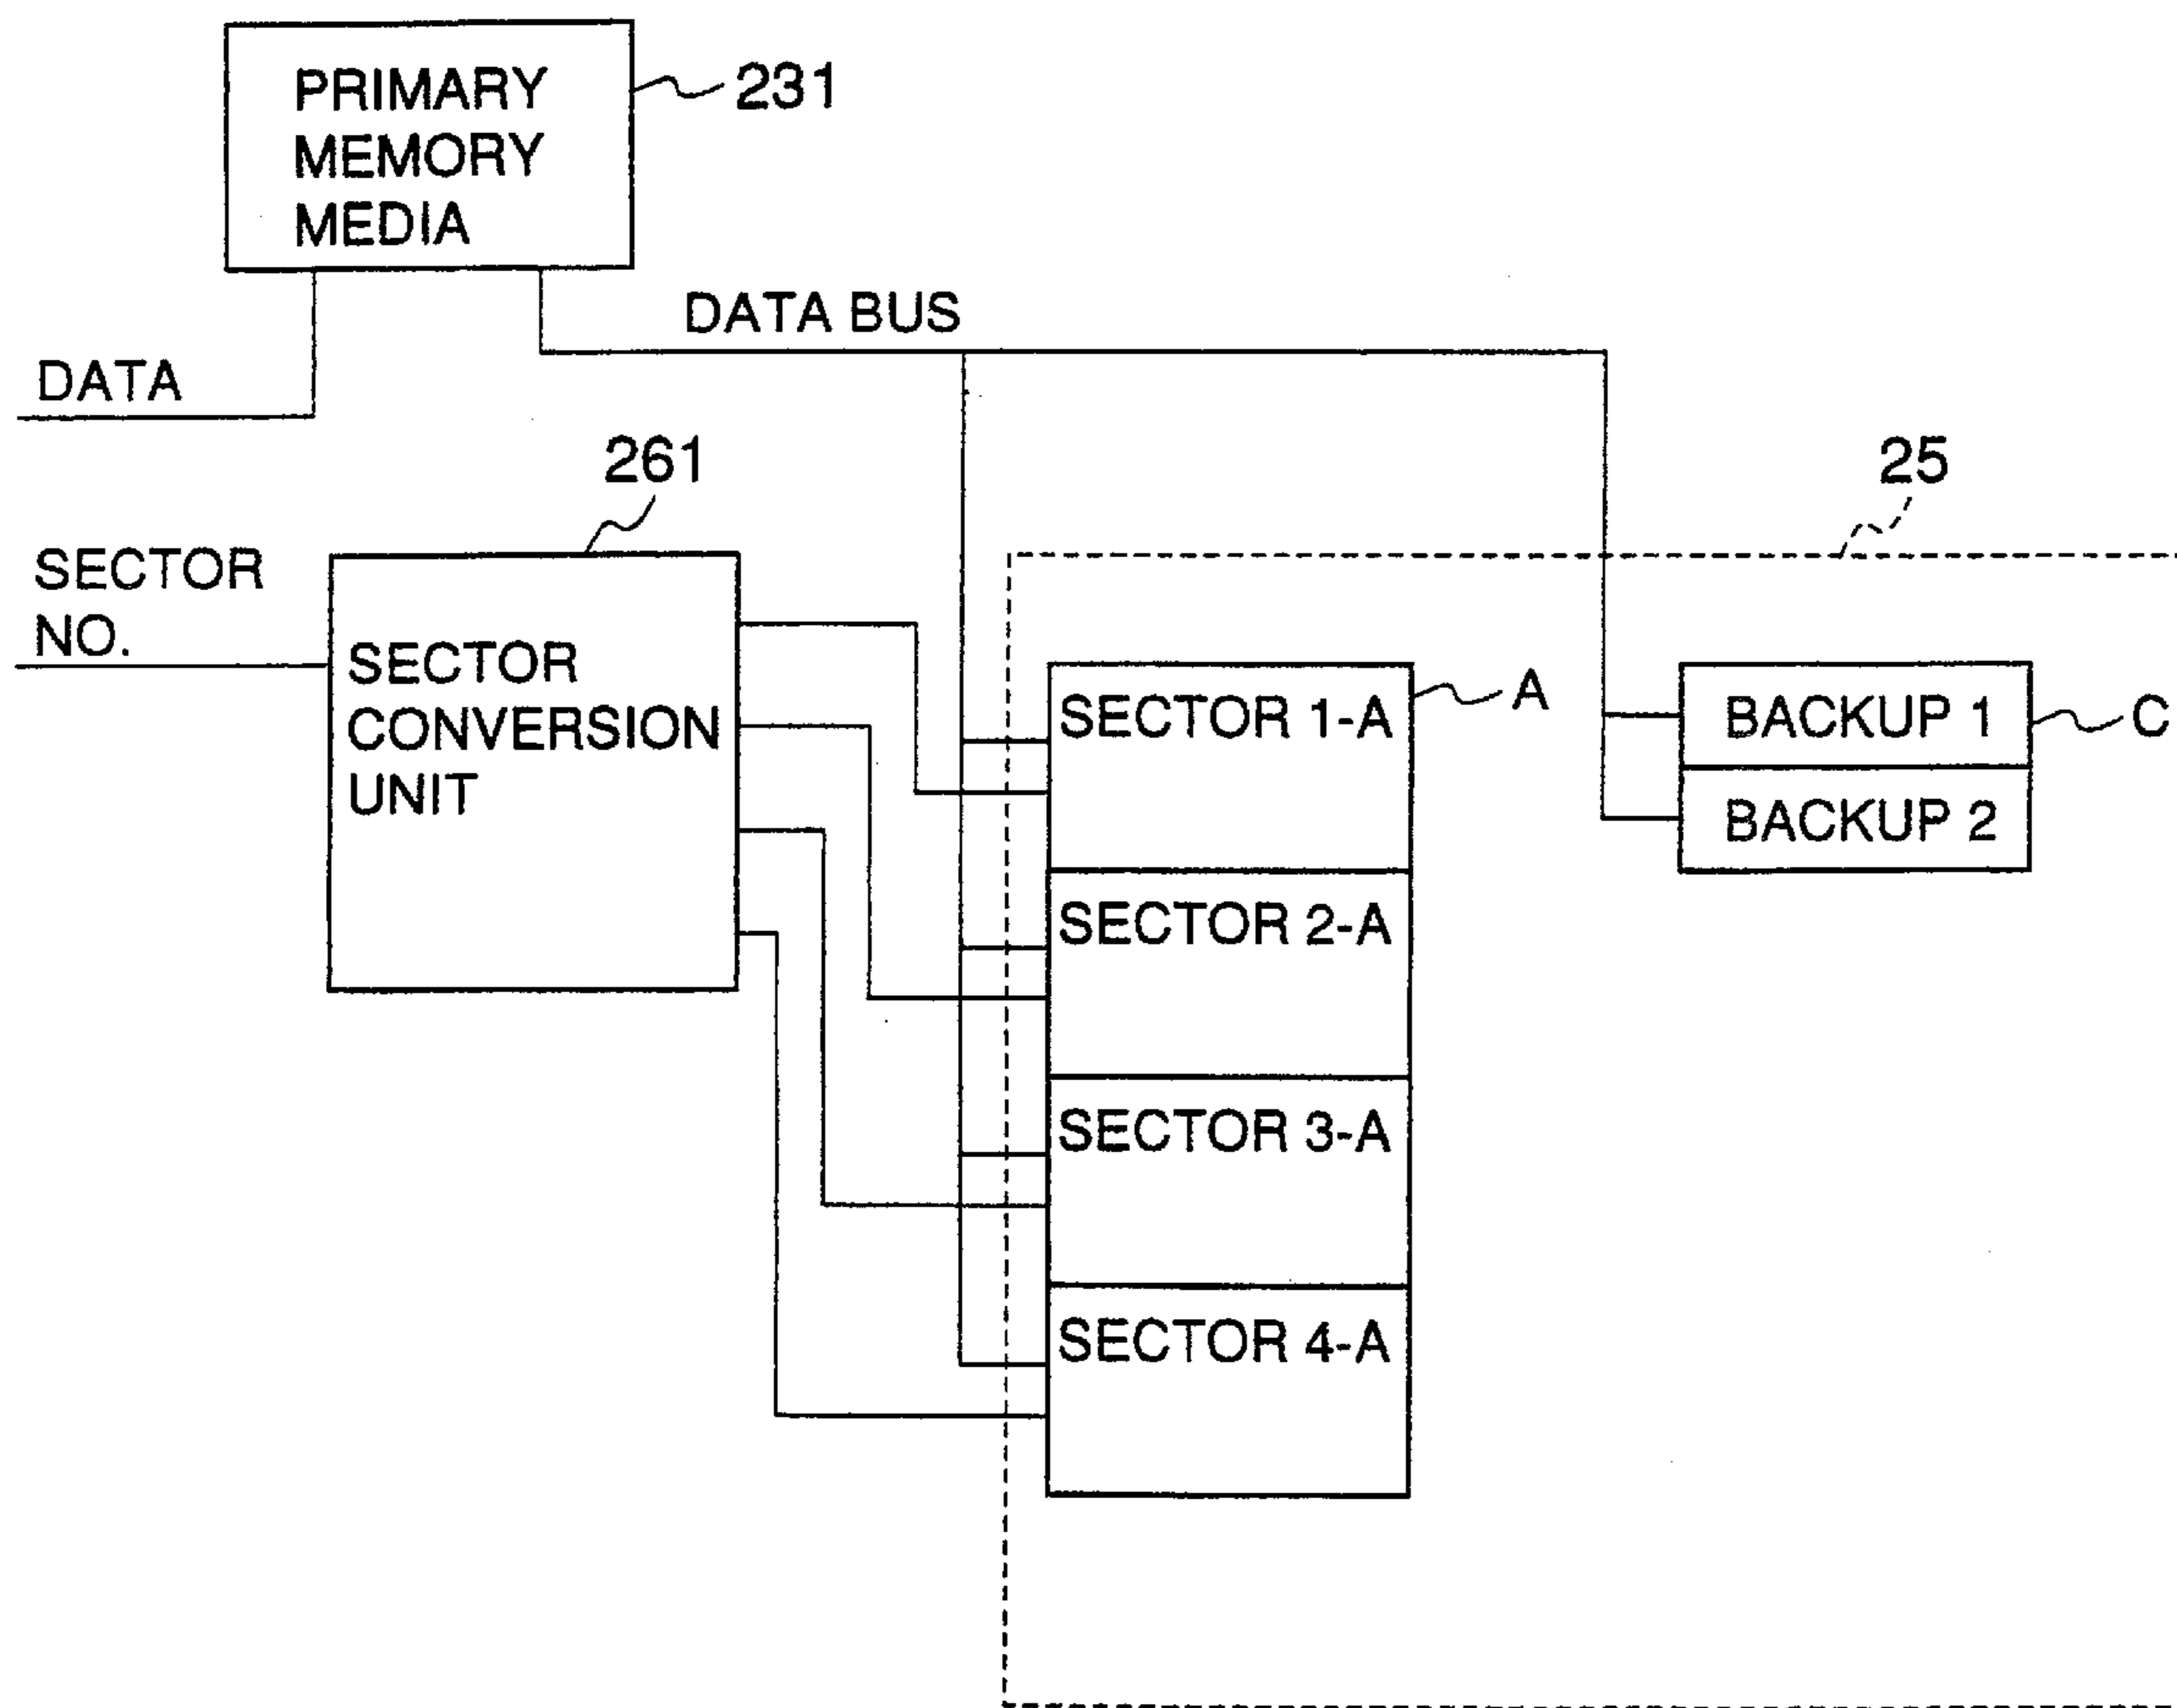 PRIMARY
MEMORY
MEDIA
231
DATA BUS
DATA
261
25
SECTOR
NO.
SECTOR
CONVERSION
UNIT
SECTOR 1-A
A
BACKUP 1
C
BACKUP 2
SECTOR 2-A
SECTOR 3-A
SECTOR 4-A